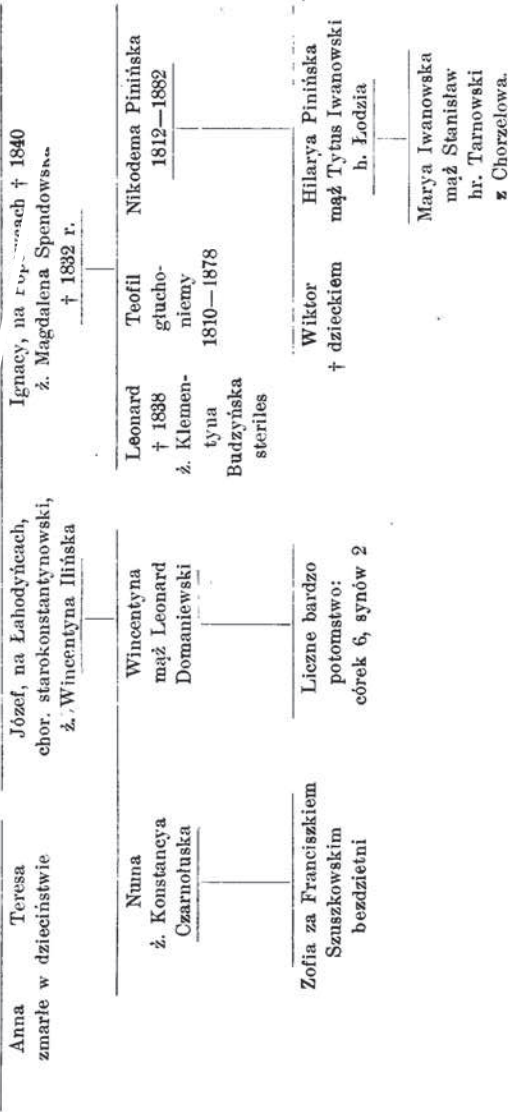 Anna Teresa
zmarłe w dzieciństwie
Józef, na Łahodyńcach,
chor. starokonstantynowski,
ż. Wincentyna Ilińska
Ignacy, na † 1840
ż. Magdalena Spendowska
† 1832 r.
Nuna
ż. Konstancya
Czarnołuska
Wincentyna
mąż Leonard
Domaniewski
Leonard
† 1838
ż. Klemen-
tyna
Budzyńska
steriles
Teofil
głucho-
niemy
1810—1878
Nikodema Pinińska
1812—1882
Zofia za Franciszkiem
Szuszkowskim
bezdzietni
Liczne bardzo
potomstwo:
córek 6, synów 2
Wiktor
† dzieckiem
Hilarya Pinińska
mąż Tytus Iwanowski
h. Łodzia
Marya Iwanowska
mąż Stanisław
hr. Tarnowski
z Chorzelowa.